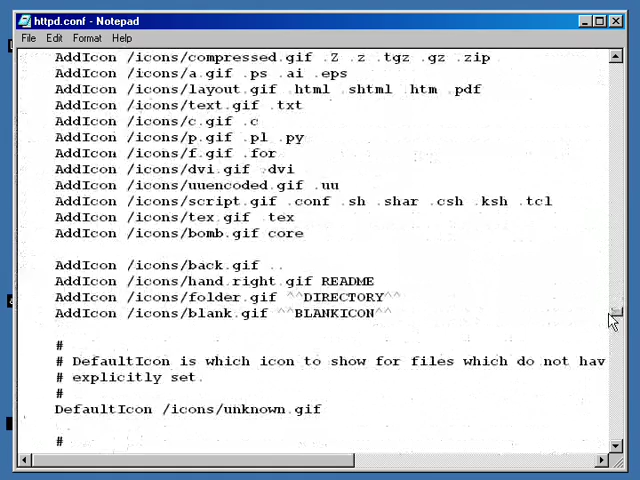 httpd.conf - Notepad
File Edit Format Help
AddIcon /icons/compressed.gif .Z .z .tgz .gz .zip
AddIcon /icons/a.gif .ps .ai .eps
AddIcon /icons/layout.gif .html .shtml .htm .pdf
AddIcon /icons/text.gif .txt
AddIcon /icons/c.gif .c
AddIcon /icons/p.gif .pl .py
AddIcon /icons/f.gif .for
AddIcon /icons/dvi.gif .dvi
AddIcon /icons/uuencoded.gif .uu
AddIcon /icons/script.gif .conf .sh .shar .csh .ksh .tcl
AddIcon /icons/tex.gif .tex
AddIcon /icons/bomb.gif core
AddIcon /icons/back.gif ..
AddIcon /icons/hand.right.gif README
AddIcon /icons/folder.gif ^^DIRECTORY^^
AddIcon /icons/blank.gif ^^BLANKICON^^
#
# DefaultIcon is which icon to show for files which do not hav
# explicitly set.
#
DefaultIcon /icons/unknown.gif
#